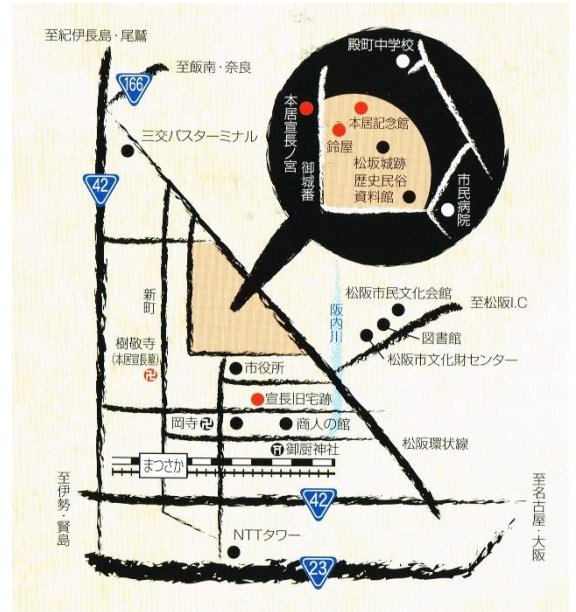 至紀伊長島・尾鷲
166
至飯南・奈良
三交バスターミナル
42
殿町中学校
本居宣長ノ宮
本居記念館
鈴屋
御城番
松坂城跡
歴史民俗
資料館
市民病院
新町
樹敬寺
(本居宣長墓)
阪内川
松阪市民文化会館
至松阪I.C
図書館
松阪市文化財センター
市役所
宣長旧宅跡
岡寺
商人の館
御厨神社
松阪環状線
まつさか
至伊勢・賢島
42
至名古屋・大阪
NTTタワー
23